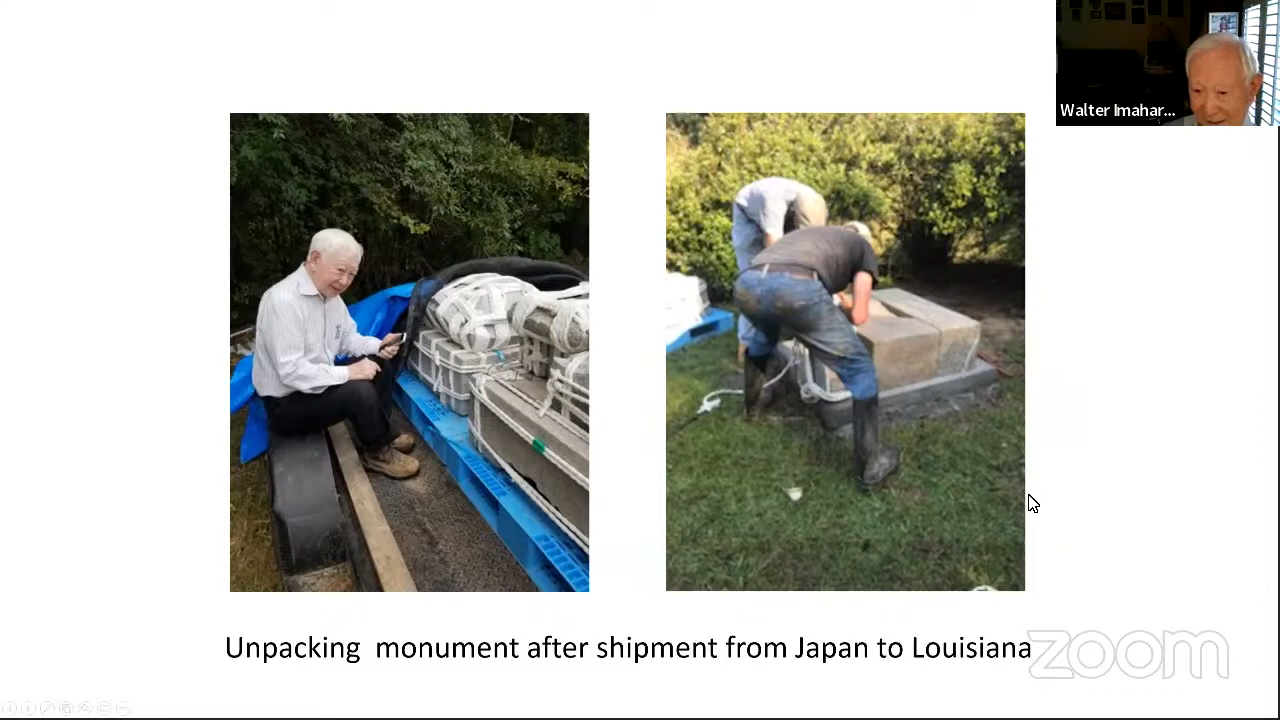 Walter Imahar...
Unpacking  monument after shipment from Japan to Louisiana
zoom